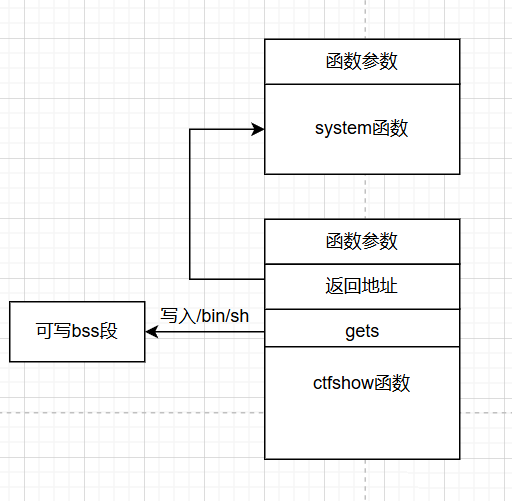 函数参数
system函数
函数参数
返回地址
写入/bin/sh
可写bss段
gets
ctfshow函数